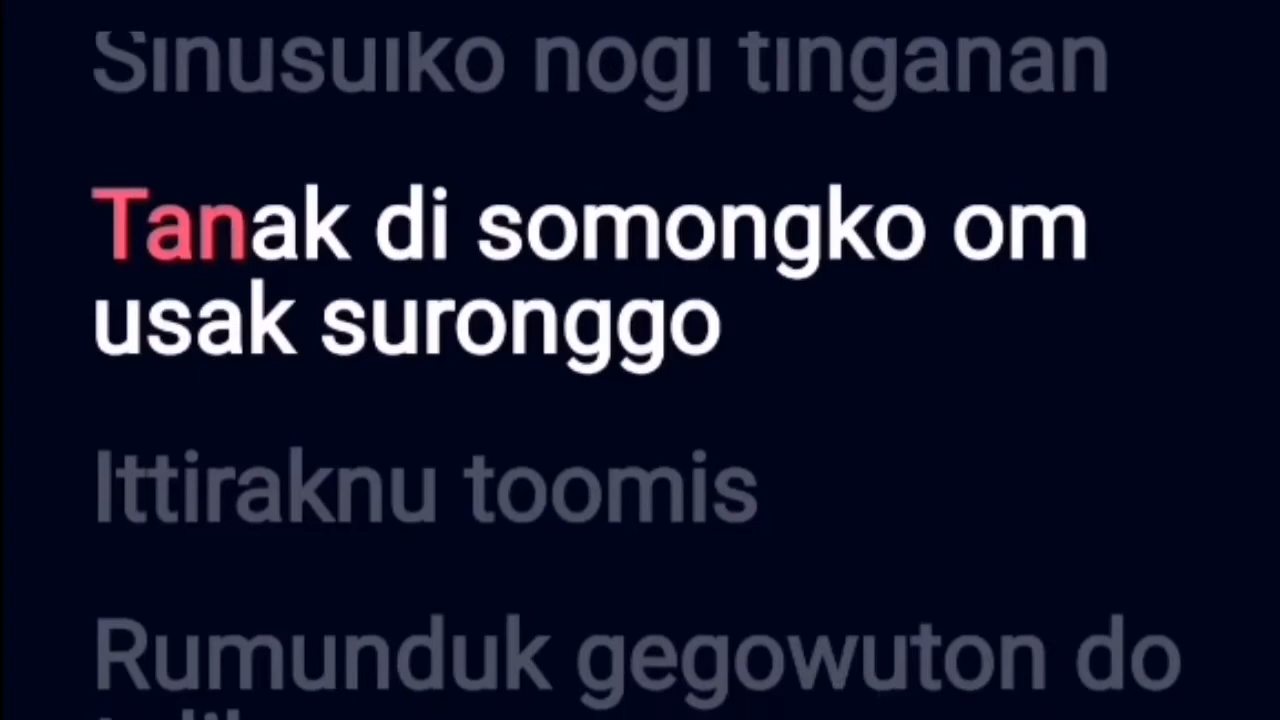 Sinusuiko nogi tinganan
Tanak di somongko om
usak suronggo
Ittiraknu toomis
Rumunduk gegowuton do